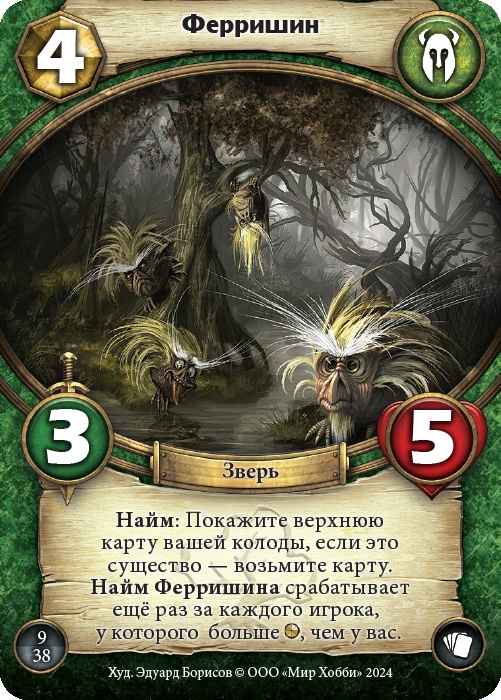 Ферришин
4
3
5
Зверь
Найм: Покажите верхнюю
карту вашей колоды, если это
существо — возьмите карту.
Найм Ферришина срабатывает
ещё раз за каждого игрока,
у которого больше , чем у вас.
9
38
Худ. Эдуард Борисов © ООО «Мир Хобби» 2024